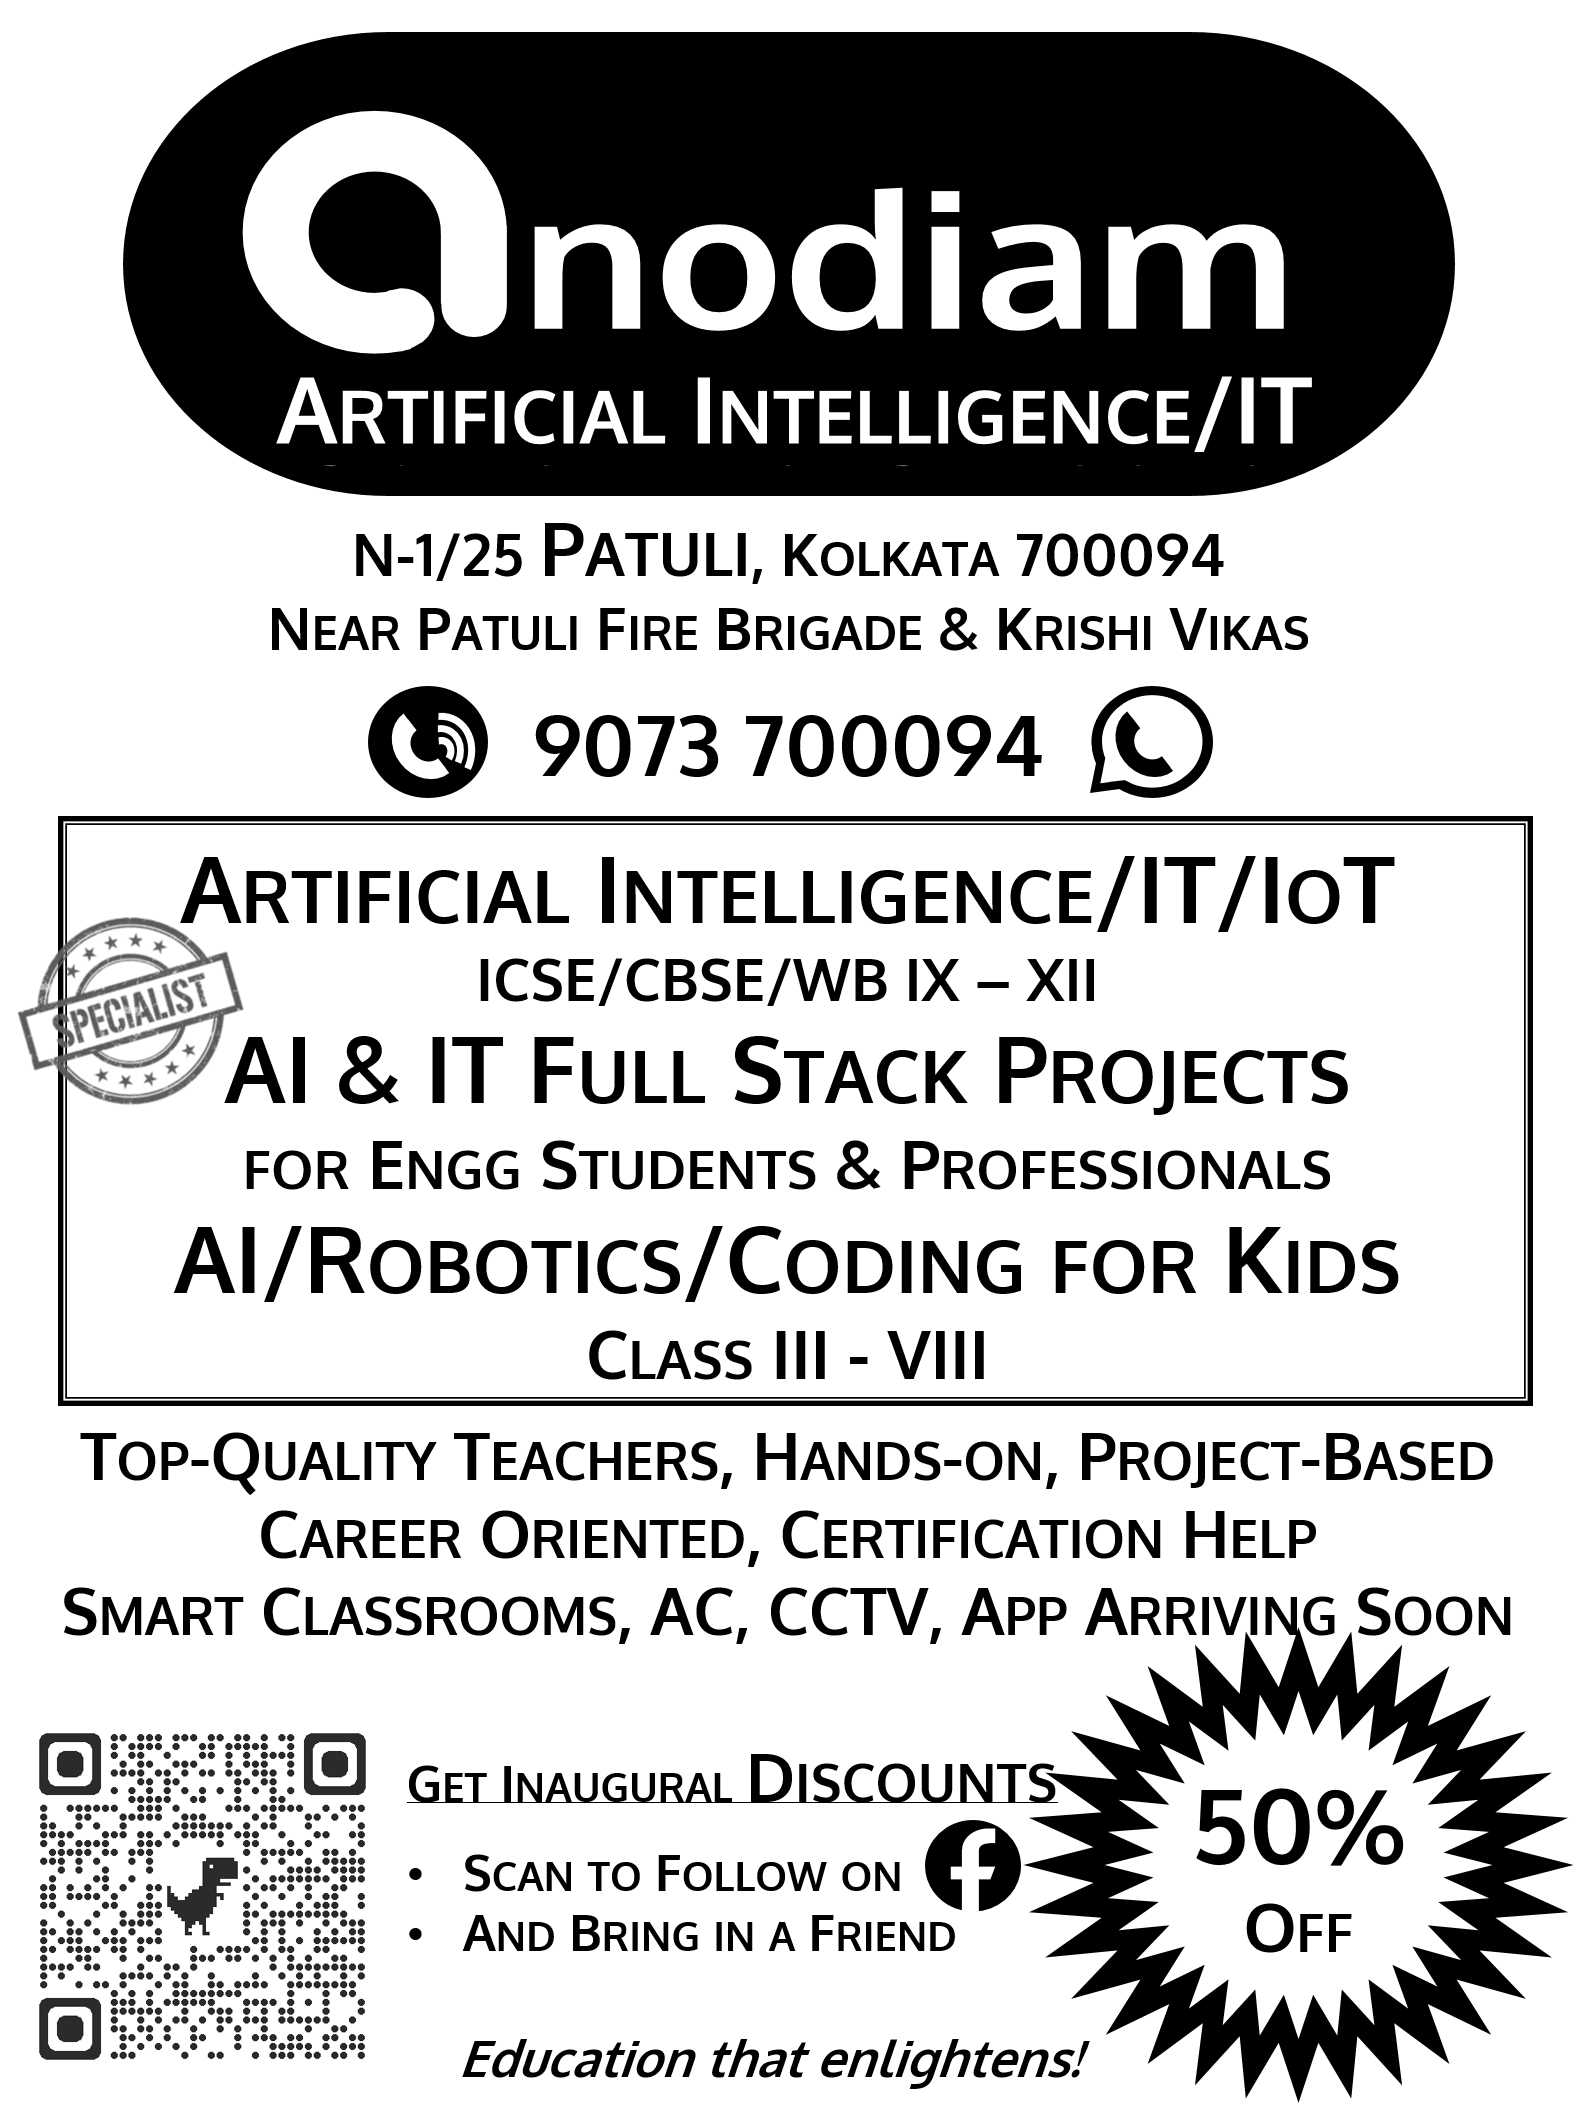 anodiam
Artificial Intelligence/IT
N-1/25 Patuli, Kolkata 700094
Near Patuli Fire Brigade & Krishi Vikas
9073 700094
Artificial Intelligence/IT/IoT
ICSE/CBSE/WB IX – XII
SPECIALIST
AI & IT Full Stack Projects
for Engg Students & Professionals
AI/Robotics/Coding for Kids
Class III - VIII
Top-Quality Teachers, Hands-on, Project-Based
Career Oriented, Certification Help
Smart Classrooms, AC, CCTV, App Arriving Soon
Get Inaugural Discounts
• Scan to Follow on f
• And Bring in a Friend
50%
Off
Education that enlightens!